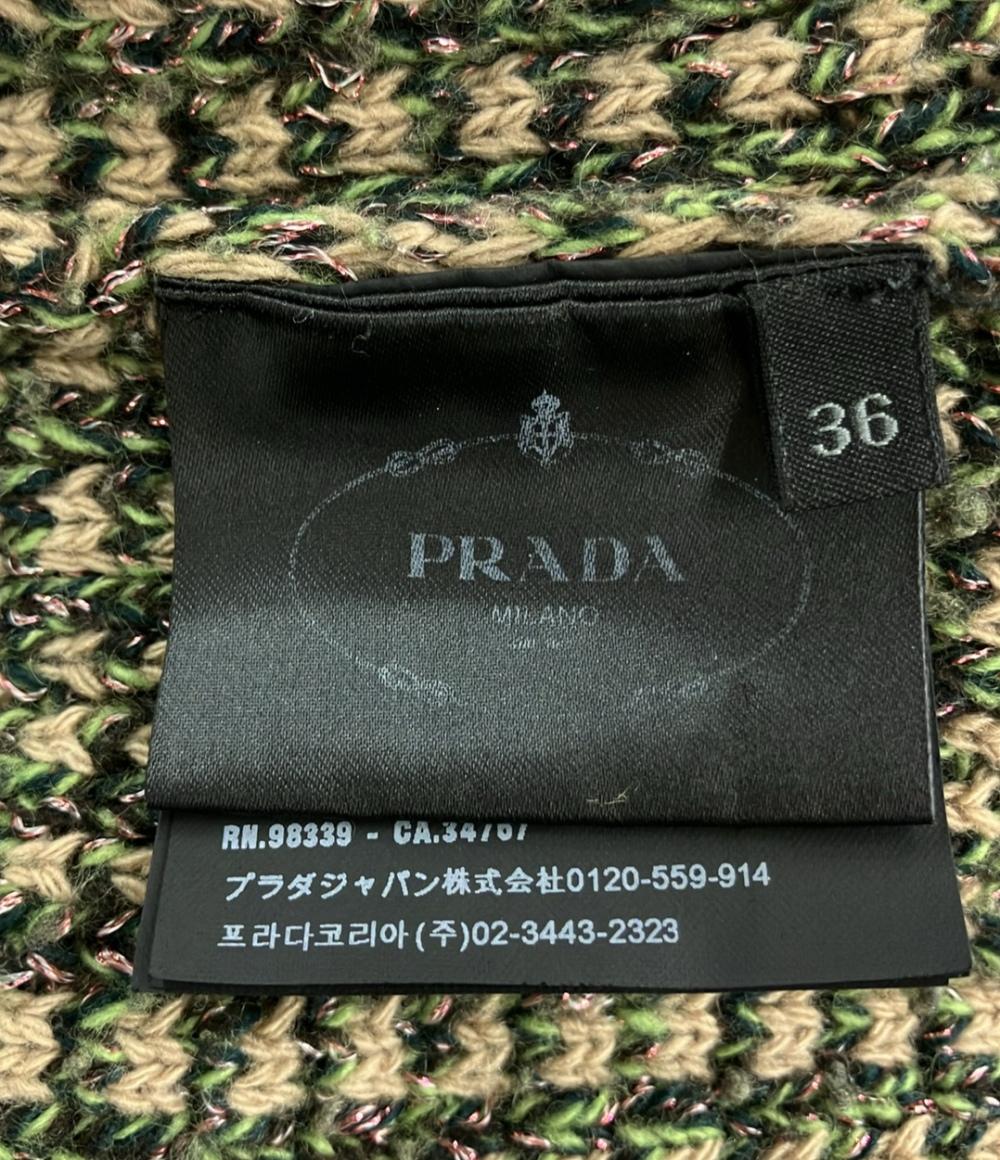 36
PRADA
MILANO
RN.98339 - CA.34767
プラダジャパン株式会社0120-559-914
프라다코리아(주)02-3443-2323